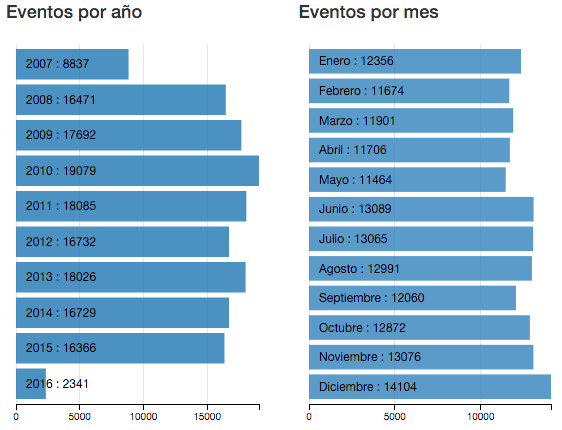 Eventos por año
2007 : 8837
2008 : 16471
2009 : 17692
2010 : 19079
2011 : 18085
2012 : 16732
2013 : 18026
2014 : 16729
2015 : 16366
2016 : 2341
0 5000 10000 15000
Eventos por mes
Enero : 12356
Febrero : 11674
Marzo : 11901
Abril : 11706
Mayo : 11464
Junio : 13089
Julio : 13065
Agosto : 12991
Septiembre : 12060
Octubre : 12872
Noviembre : 13076
Diciembre : 14104
0 5000 10000